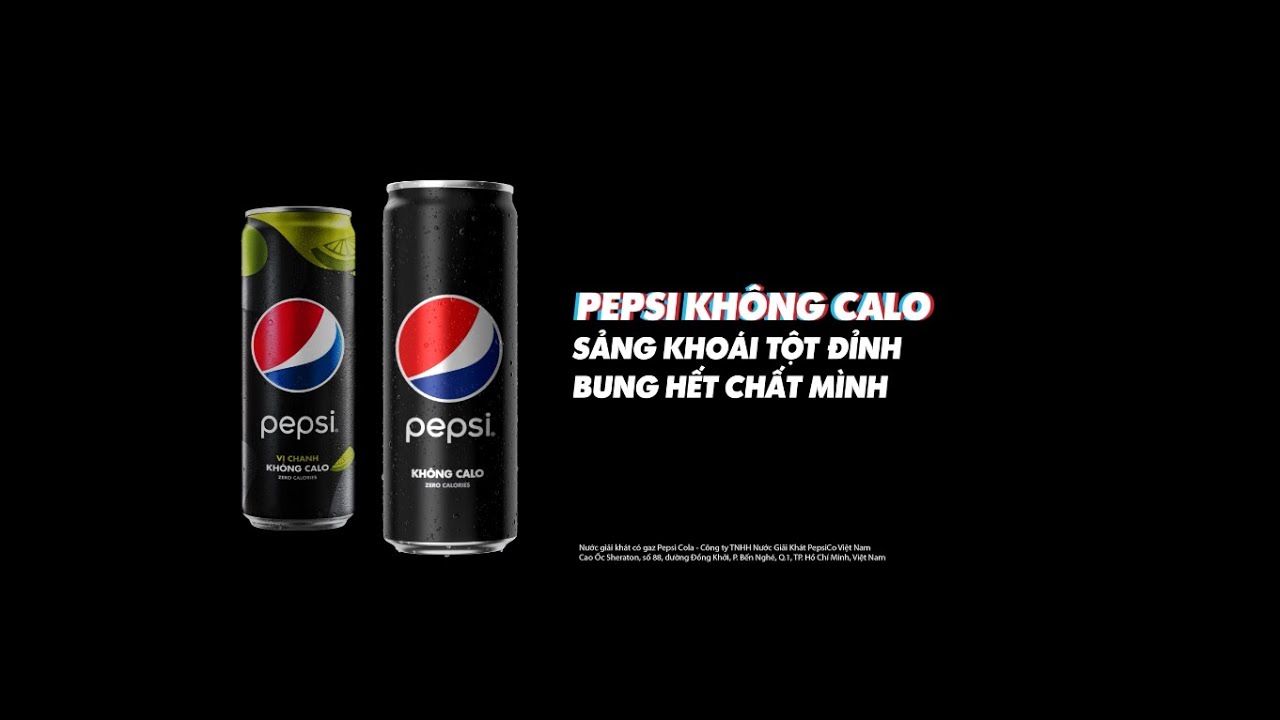 pepsi.
VỊ CHANH
KHÔNG CALO
ZERO CALORIES
pepsi.
KHÔNG CALO
ZERO CALORIES
PEPSI KHÔNG CALO
SẢNG KHOÁI TỘT ĐỈNH
BUNG HẾT CHẤT MÌNH
Nước giải khát có gaz Pepsi Cola - Công ty TNHH Nước Giải Khát PepsiCo Việt Nam
Cao Ốc Sheraton, số 88, đường Đồng Khởi, P. Bến Nghé, Q.1, TP. Hồ Chí Minh, Việt Nam